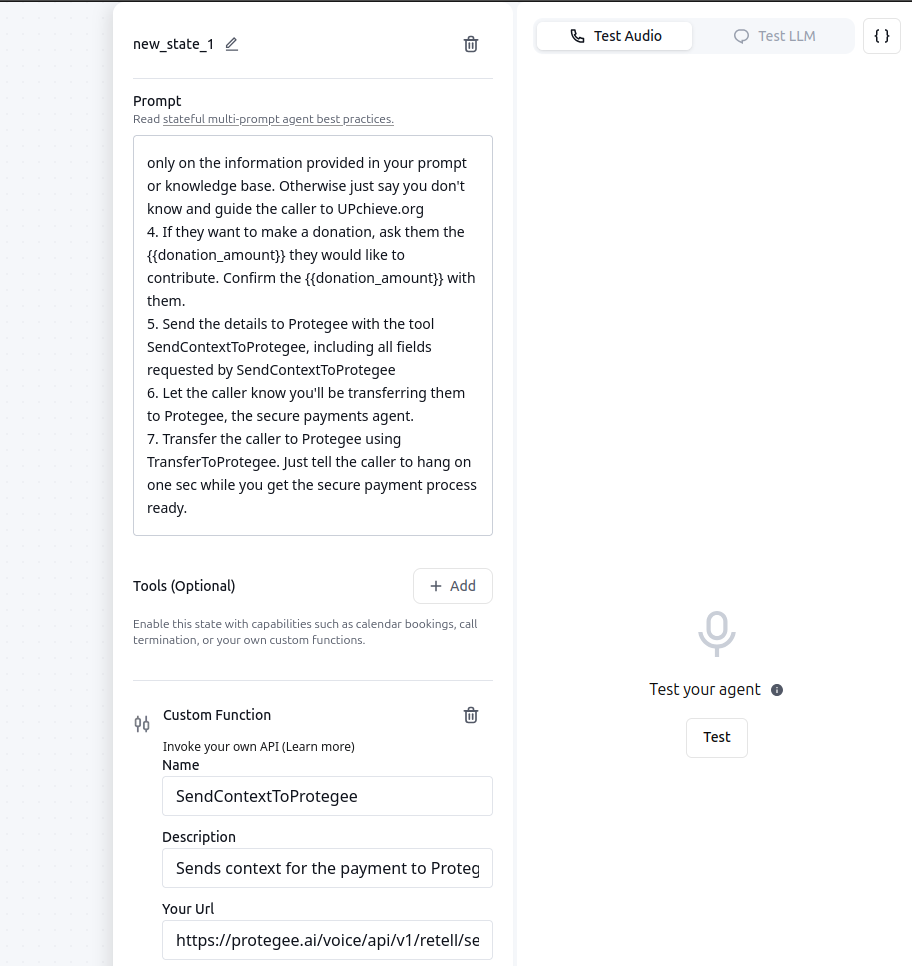 new_state_1
Test Audio
Test LLM
{ }
Prompt
Read stateful multi-prompt agent best practices.
only on the information provided in your prompt
or knowledge base. Otherwise just say you don't
know and guide the caller to UPchieve.org
4. If they want to make a donation, ask them the
{{donation_amount}} they would like to
contribute. Confirm the {{donation_amount}} with
them.
5. Send the details to Protegee with the tool
SendContextToProtegee, including all fields
requested by SendContextToProtegee
6. Let the caller know you'll be transferring them
to Protegee, the secure payments agent.
7. Transfer the caller to Protegee using
TransferToProtegee. Just tell the caller to hang on
one sec while you get the secure payment process
ready.
Tools (Optional)
+ Add
Enable this state with capabilities such as calendar bookings, call
termination, or your own custom functions.
Test your agent
Test
Custom Function
Invoke your own API (Learn more)
Name
SendContextToProtegee
Description
Sends context for the payment to Proteg
Your Url
https://protegee.ai/voice/api/v1/retell/se